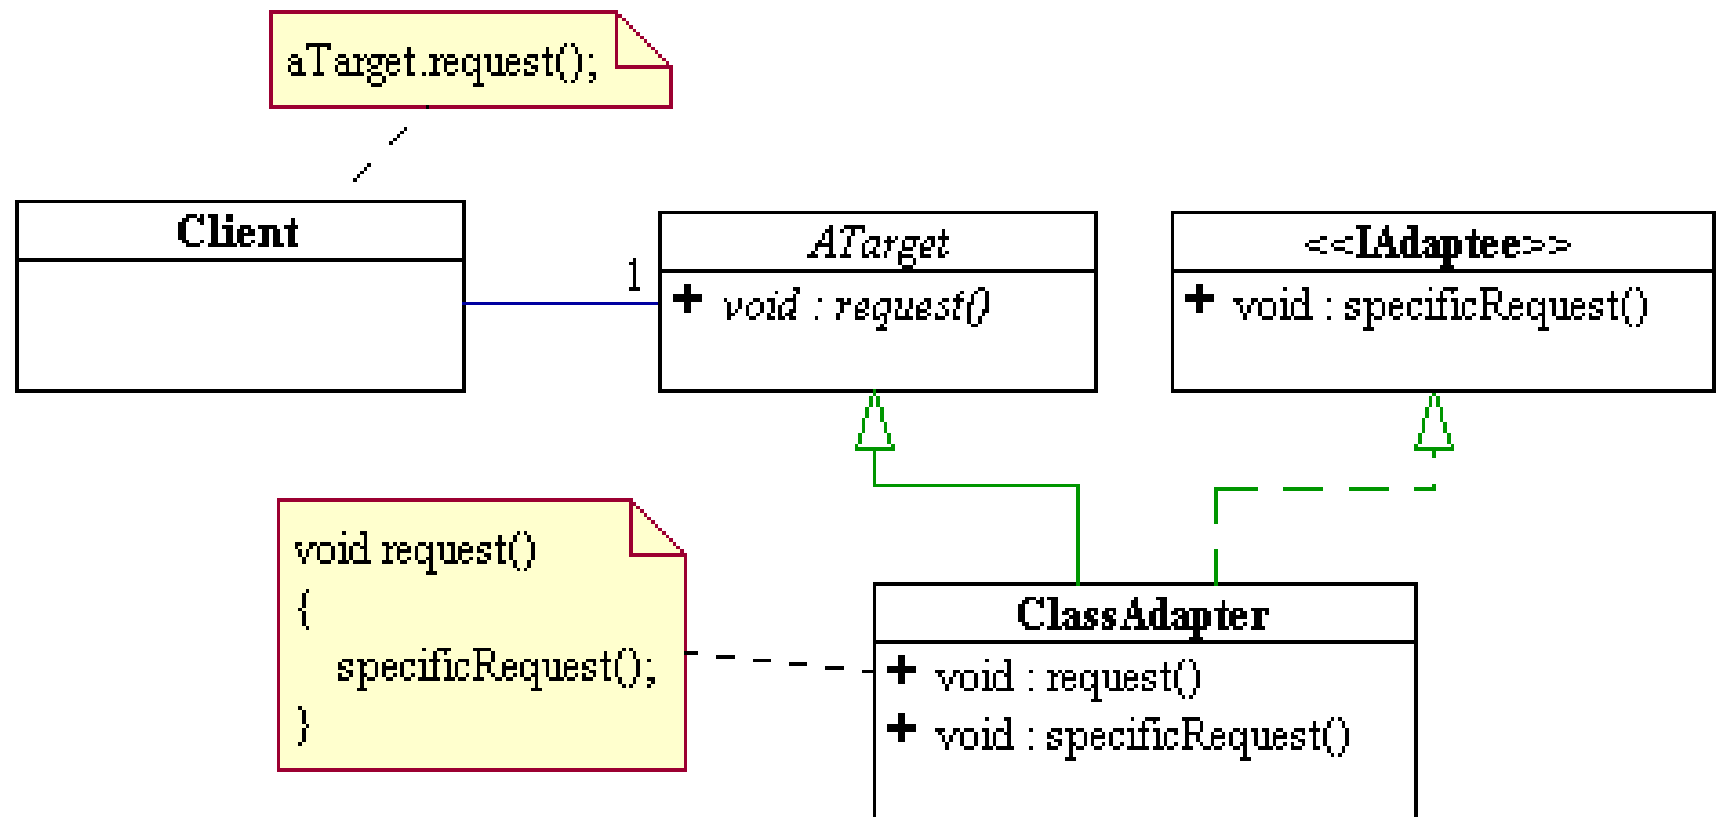 aTarget.request();
Client
1
ATarget
+ void : request()
<<IAdaptee>>
+ void : specificRequest()
void request()
{
specificRequest();
}
ClassAdapter
+ void : request()
+ void : specificRequest()